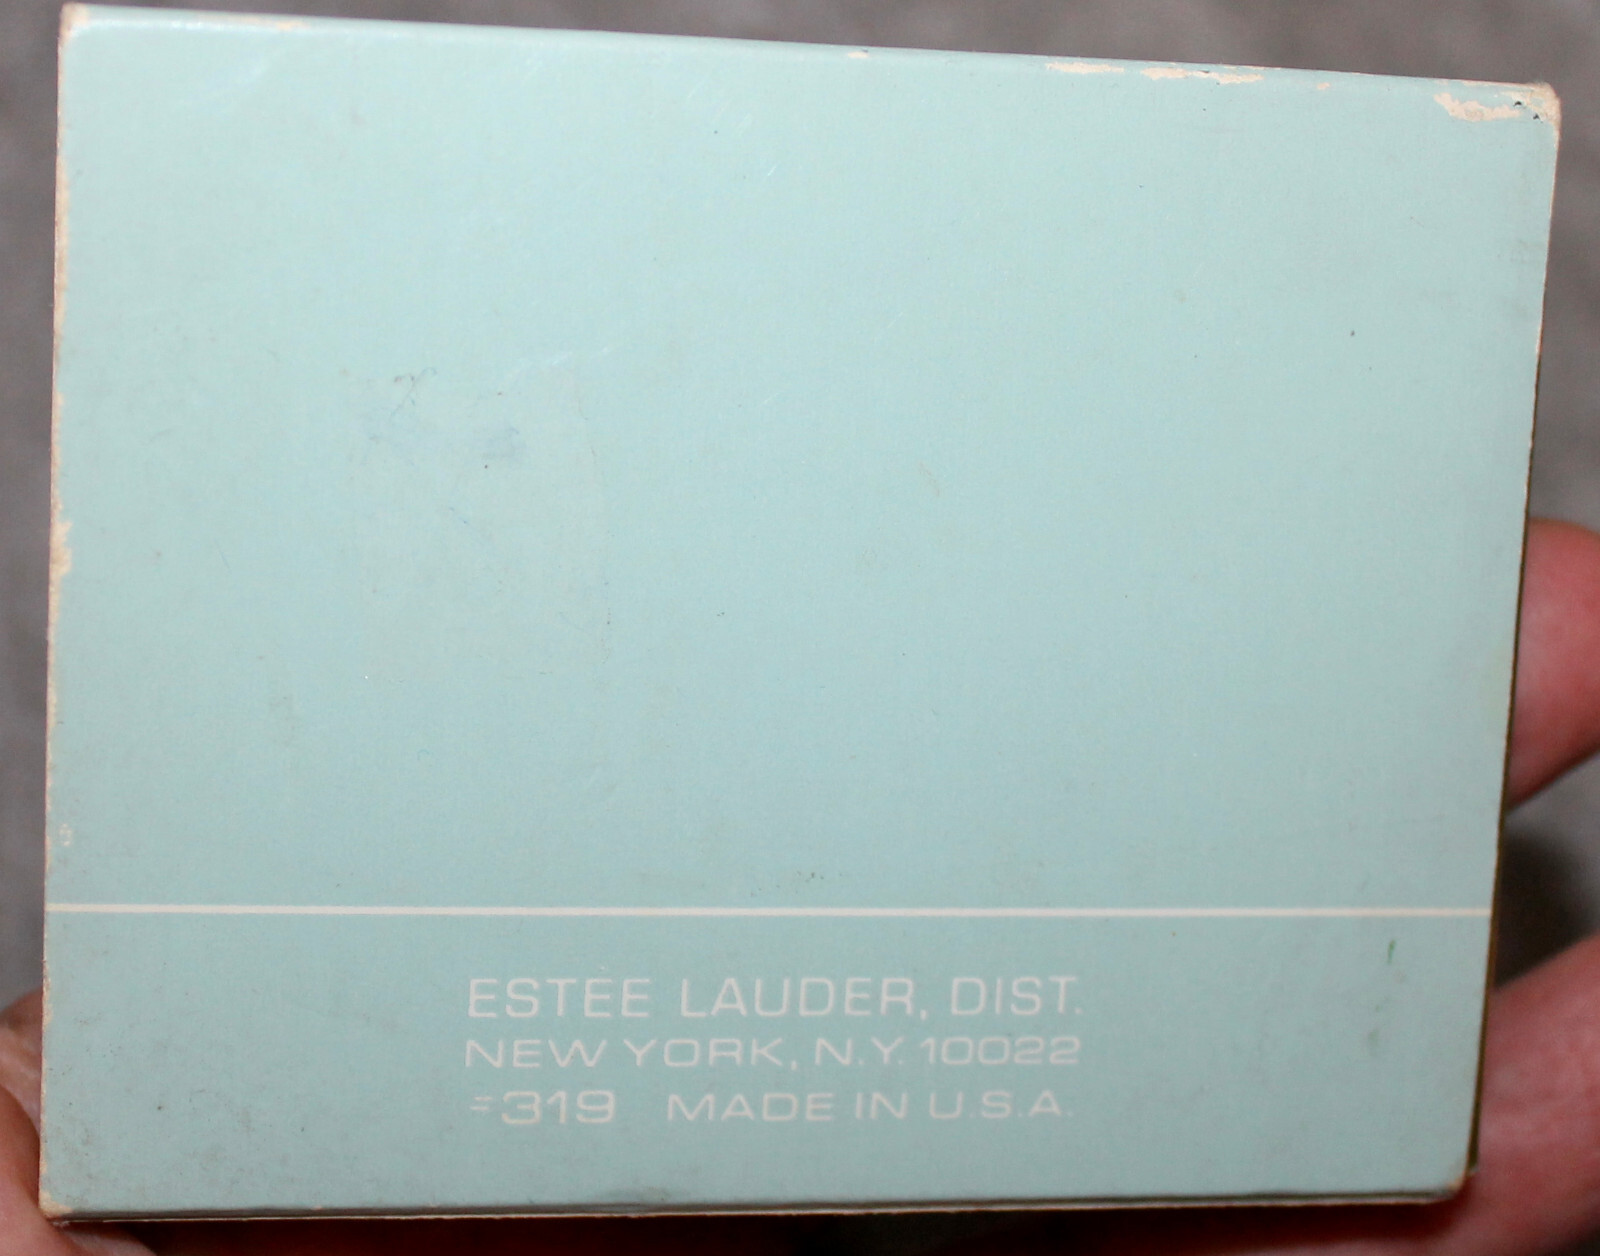 ESTEE LAUDER, DIST.
NEW YORK, N.Y. 10022
#319 MADE IN U.S.A.